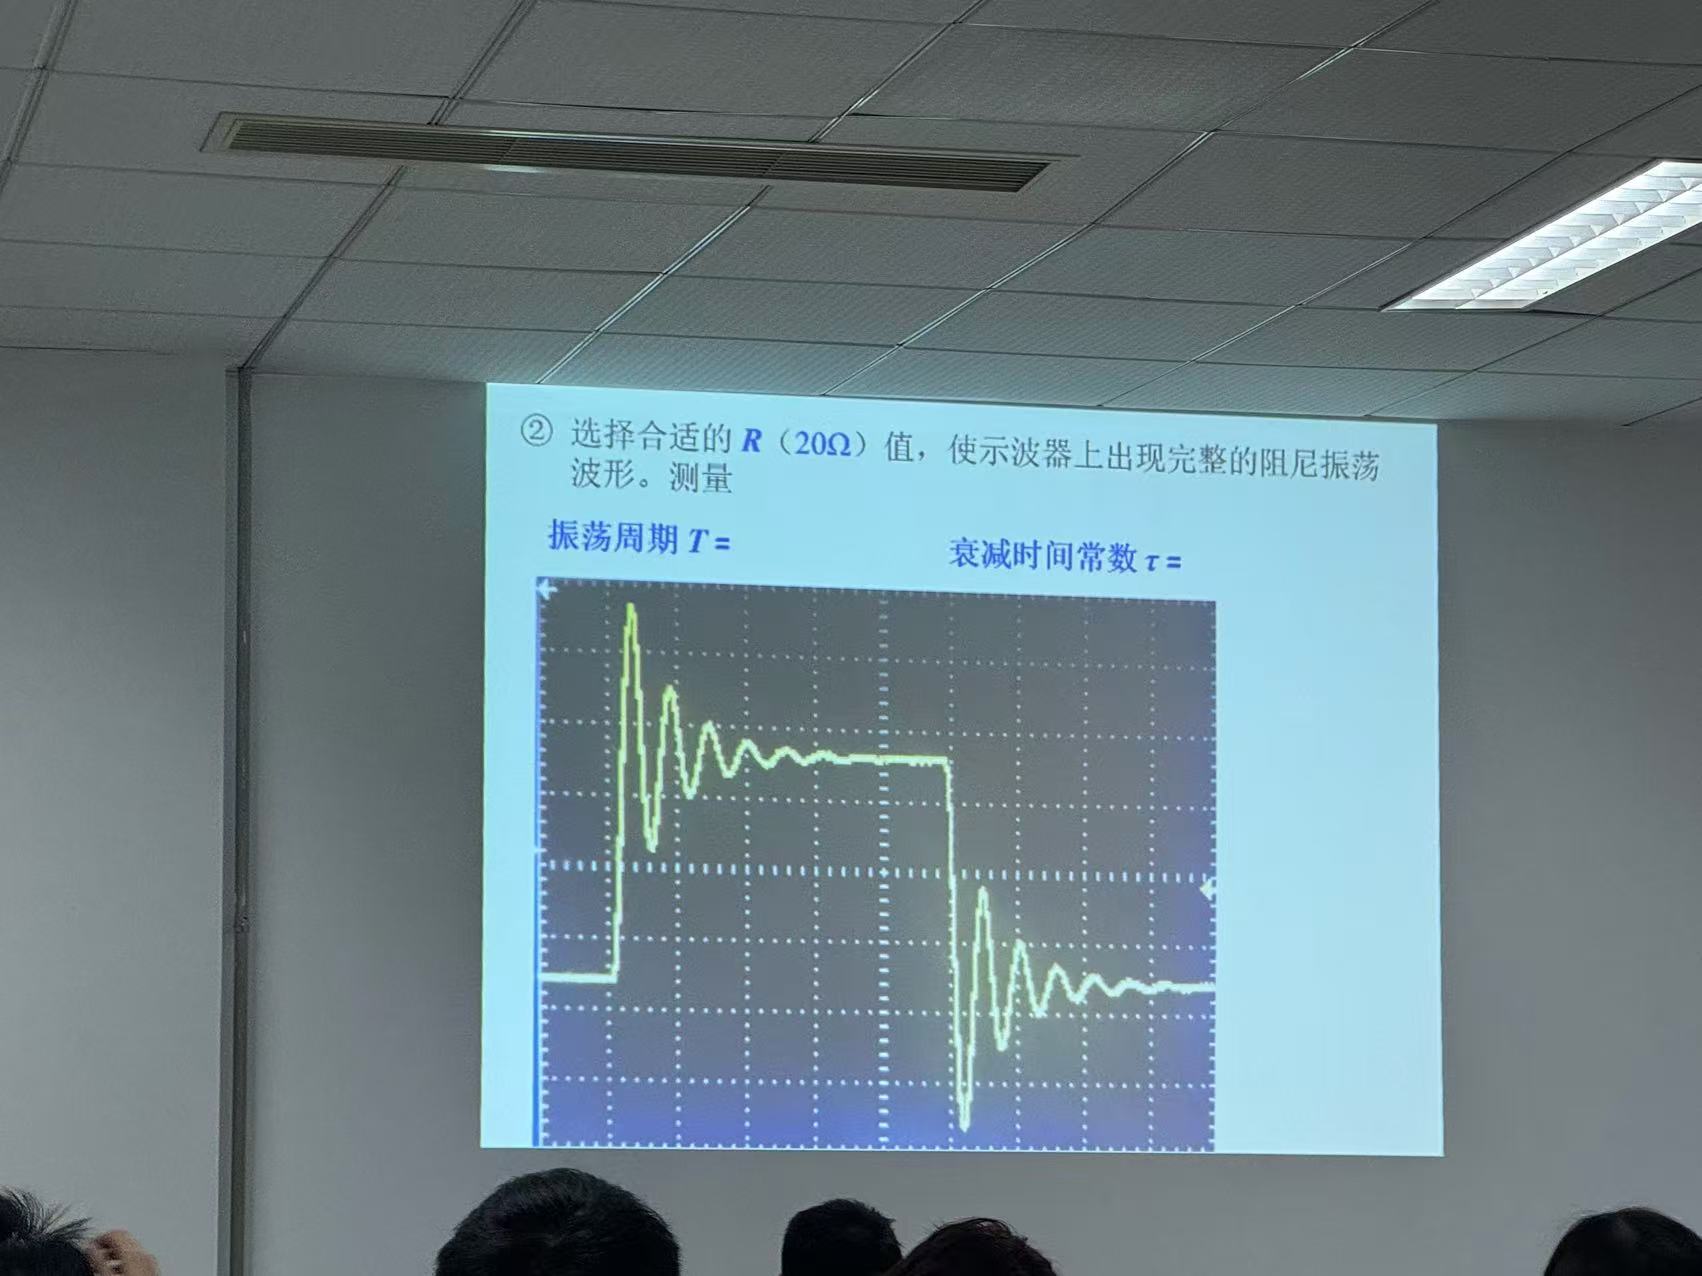 ② 选择合适的 R（20Ω）值，使示波器上出现完整的阻尼振荡
波形。测量
振荡周期 T = 衰减时间常数 τ =